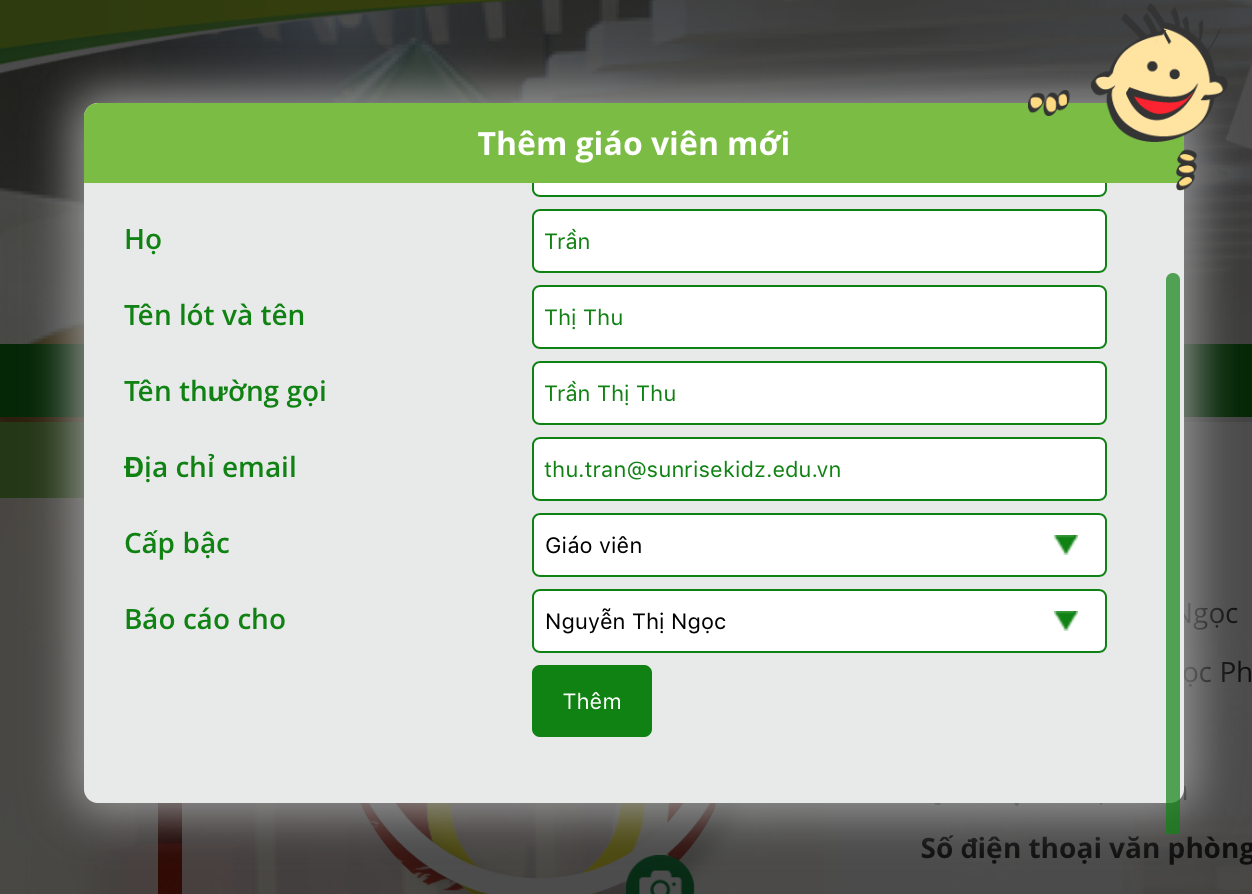 Thêm giáo viên mới
Họ
Trần
Tên lót và tên
Thị Thu
Tên thường gọi
Trần Thị Thu
Địa chỉ email
thu.tran@sunrisekidz.edu.vn
Cấp bậc
Giáo viên
Báo cáo cho
Nguyễn Thị Ngọc
Ngọc
ọc Ph
Thêm
Số điện thoại văn phòng